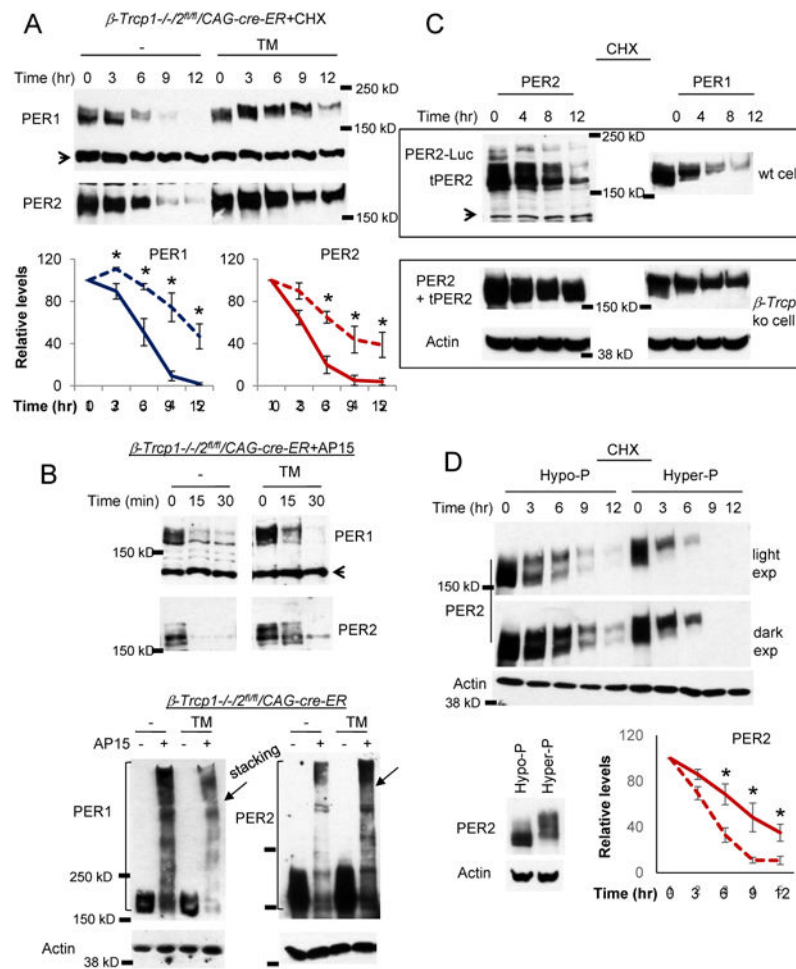 A
β-Trcp1-/-/2fl/fl/CAG-cre-ER+CHX
- TM
Time (hr) 0 3 6 9 12 0 3 6 9 12
250 kD
PER1
150 kD
PER2
150 kD
PER1 PER2
Relative levels
120
80
40
0
* * * *
120
80
40
0
* * *
Time (hr)
B
β-Trcp1-/-/2fl/fl/CAG-cre-ER+AP15
- TM
Time (min) 0 15 30 0 15 30
PER1
150 kD
PER2
150 kD
β-Trcp1-/-/2fl/fl/CAG-cre-ER
- TM - TM
AP15 - + - + - + - +
stacking
PER1 PER2
250 kD
150 kD
Actin
38 kD
C
CHX
PER2 PER1
Time (hr) 0 4 8 12 0 4 8 12
250 kD
PER2-Luc
tPER2
150 kD
wt cell
PER2
+ tPER2
150 kD
β-Trcp
ko cell
Actin
38 kD
D
CHX
Hypo-P Hyper-P
Time (hr) 0 3 6 9 12 0 3 6 9 12
light
exp
150 kD
PER2
dark
exp
Actin
38 kD
Hypo-P Hyper-P
PER2
Actin
PER2
Relative levels
120
80
40
0
* * *
Time (hr)